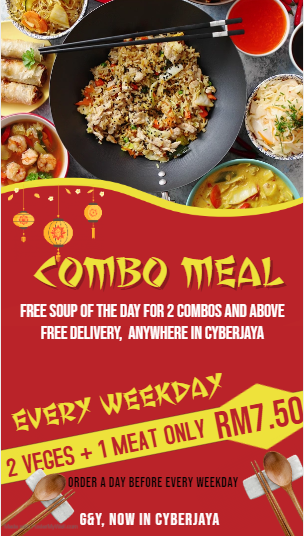 COMBO MEAL
FREE SOUP OF THE DAY FOR 2 COMBOS AND ABOVE
FREE DELIVERY, ANYWHERE IN CYBERJAYA
EVERY WEEKDAY
2 VEGES + 1 MEAT ONLY RM7.50
ORDER A DAY BEFORE EVERY WEEKDAY
G&Y, NOW IN CYBERJAYA